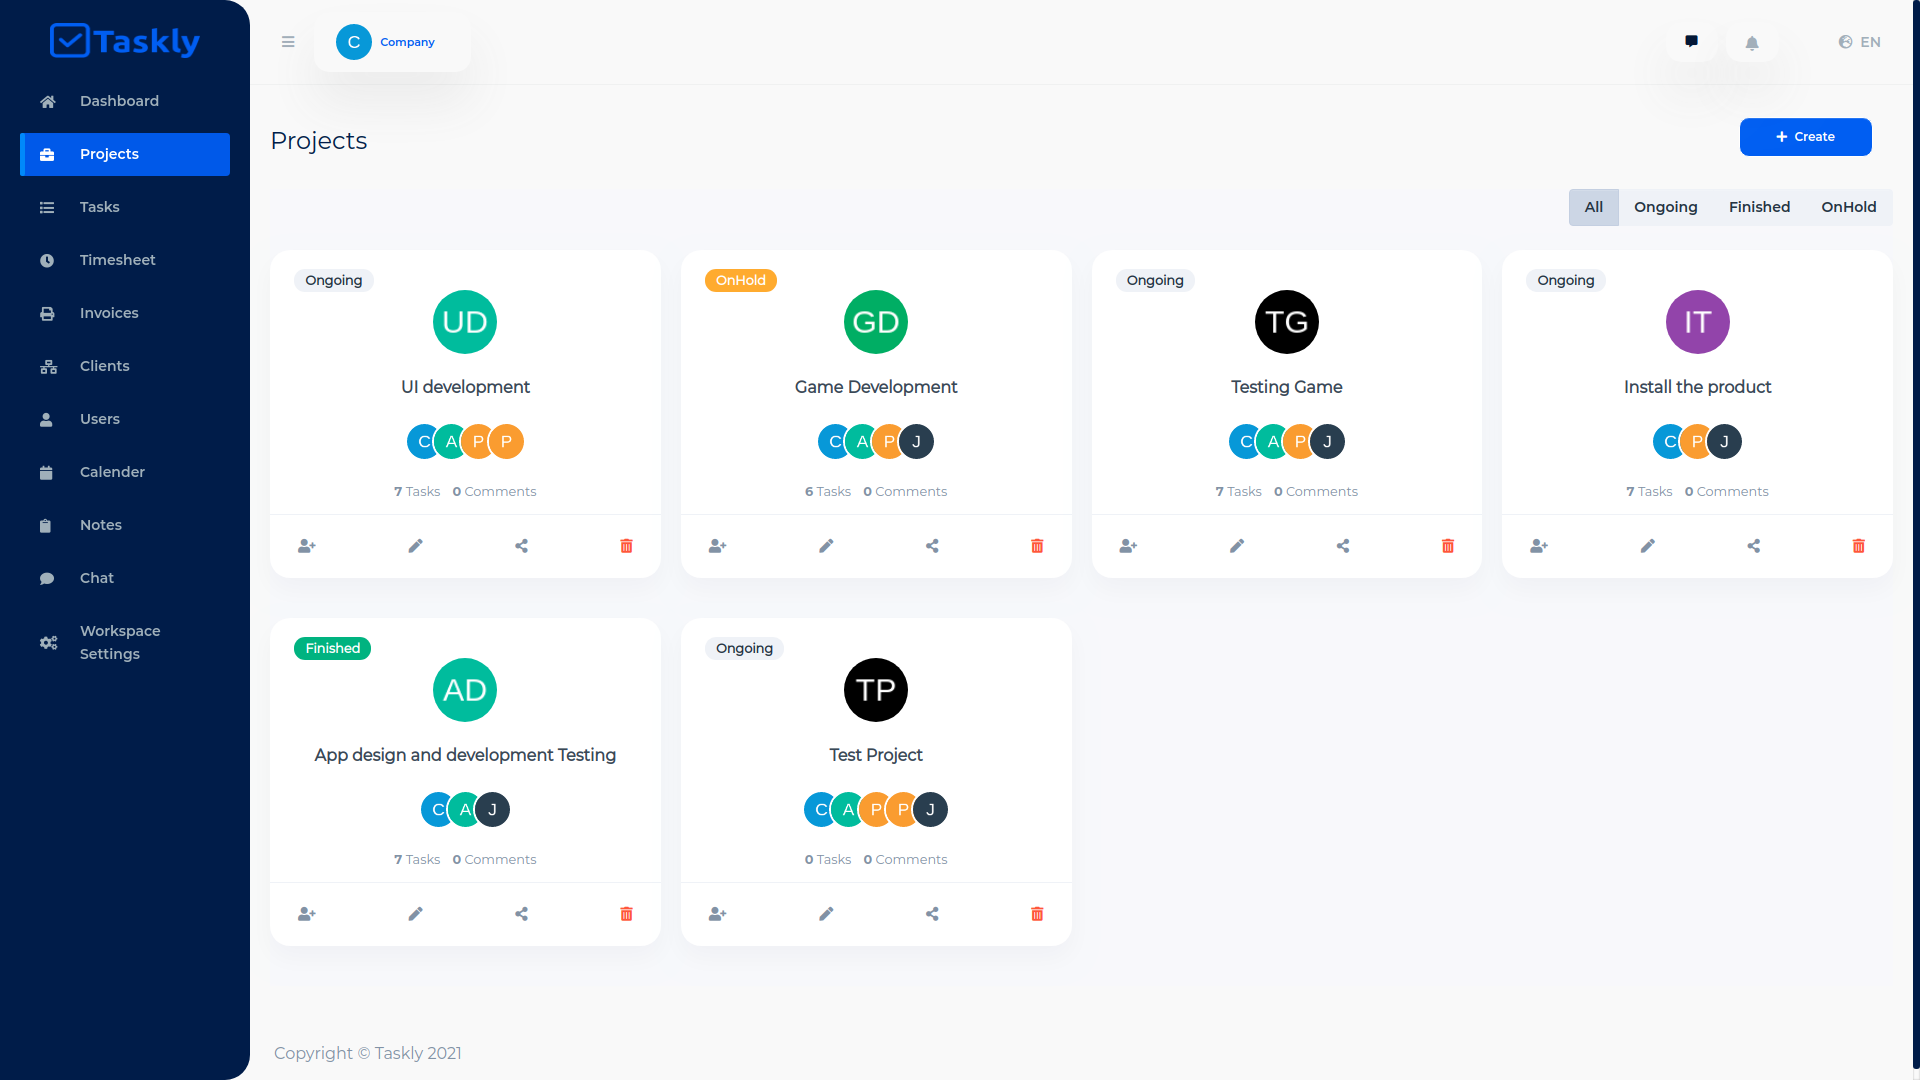 Taskly
Dashboard
Projects
Tasks
Timesheet
Invoices
Clients
Users
Calender
Notes
Chat
Workspace
Settings
C Company
EN
Projects
Create
All Ongoing Finished OnHold
Ongoing
UD
UI development
C A P P
7 Tasks 0 Comments
OnHold
GD
Game Development
C A P J
6 Tasks 0 Comments
Ongoing
TG
Testing Game
C A P J
7 Tasks 0 Comments
Ongoing
IT
Install the product
C P J
7 Tasks 0 Comments
Finished
AD
App design and development Testing
C A J
7 Tasks 0 Comments
Ongoing
TP
Test Project
C A P P J
0 Tasks 0 Comments
Copyright © Taskly 2021